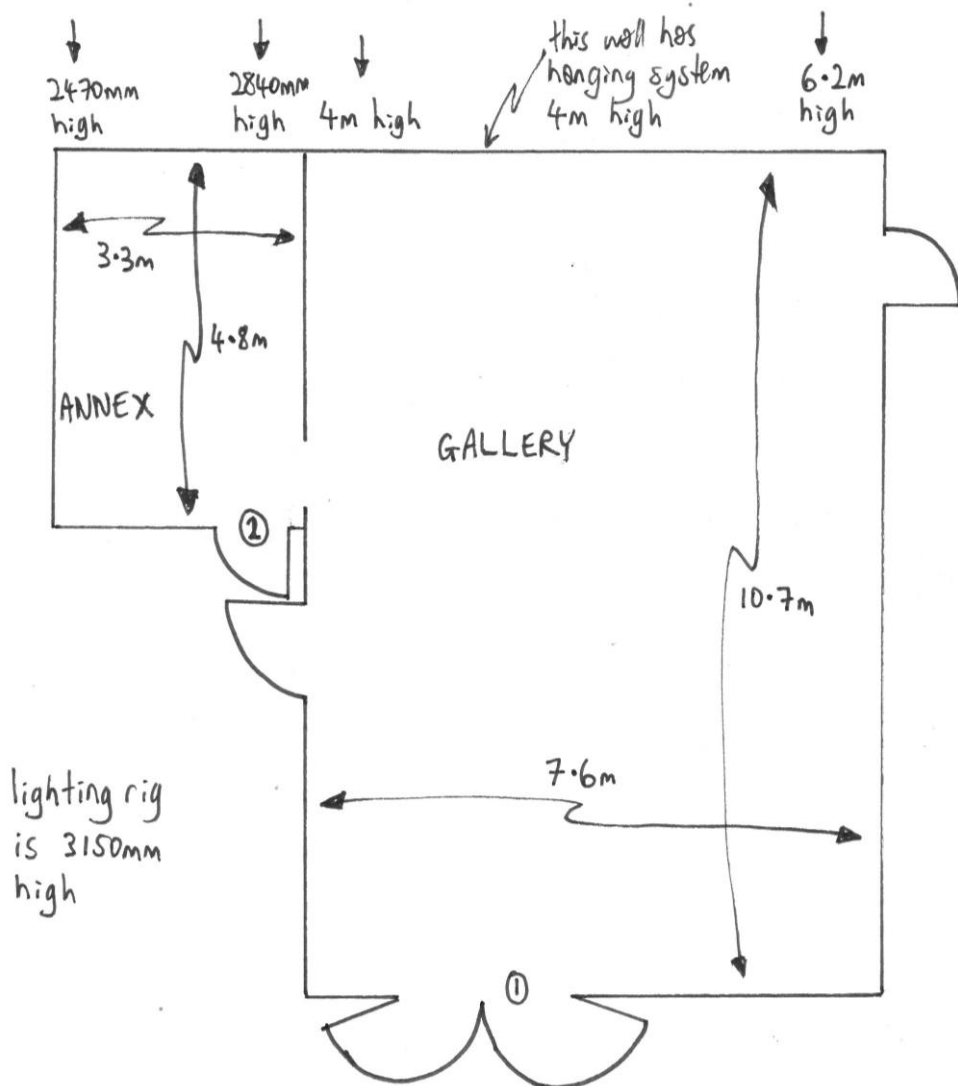 2470mm
high
2840mm
high
4m high
this wall has
hanging system
4m high
6.2m
high
3.3m
4.8m
ANNEX
GALLERY
②
10.7m
7.6m
lighting rig
is 3150mm
high
①